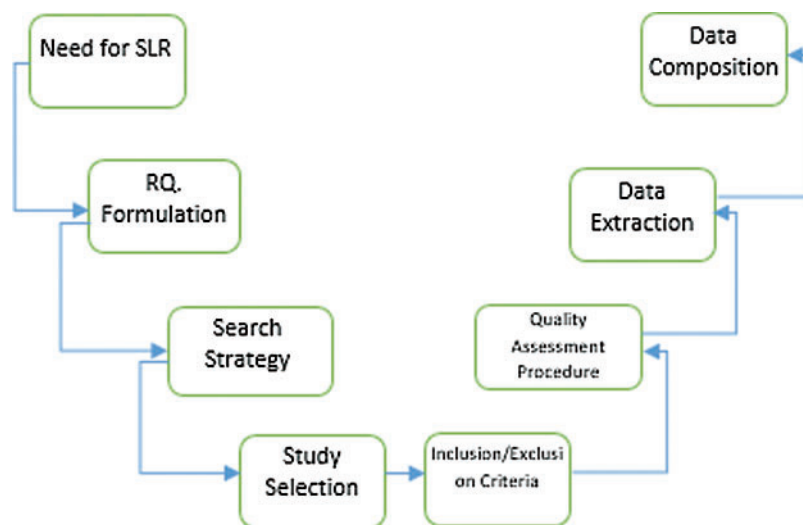 Need for SLR
RQ.
Formulation
Search
Strategy
Study
Selection
Inclusion/Exclusi
on Criteria
Quality
Assessment
Procedure
Data
Extraction
Data
Composition